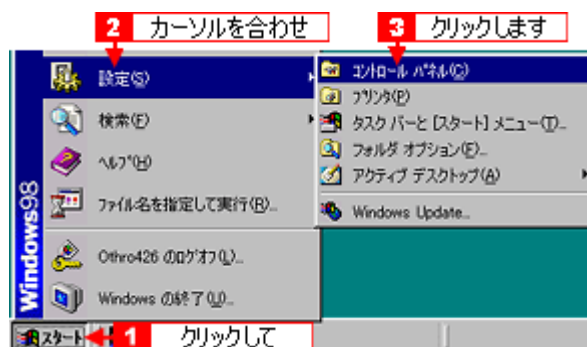 2 カーソルを合わせ
3 クリックします
設定(S)
検索(F)
ヘルプ(H)
ファイル名を指定して実行(R)...
Othro426 のログオフ(L)...
Windows の終了(U)...
コントロール パネル(C)
プリンタ(P)
タスク バーと [スタート] メニュー(T)...
フォルダ オプション(F)...
アクティブ デスクトップ(A)
Windows Update...
Windows98
スタート
1 クリックして